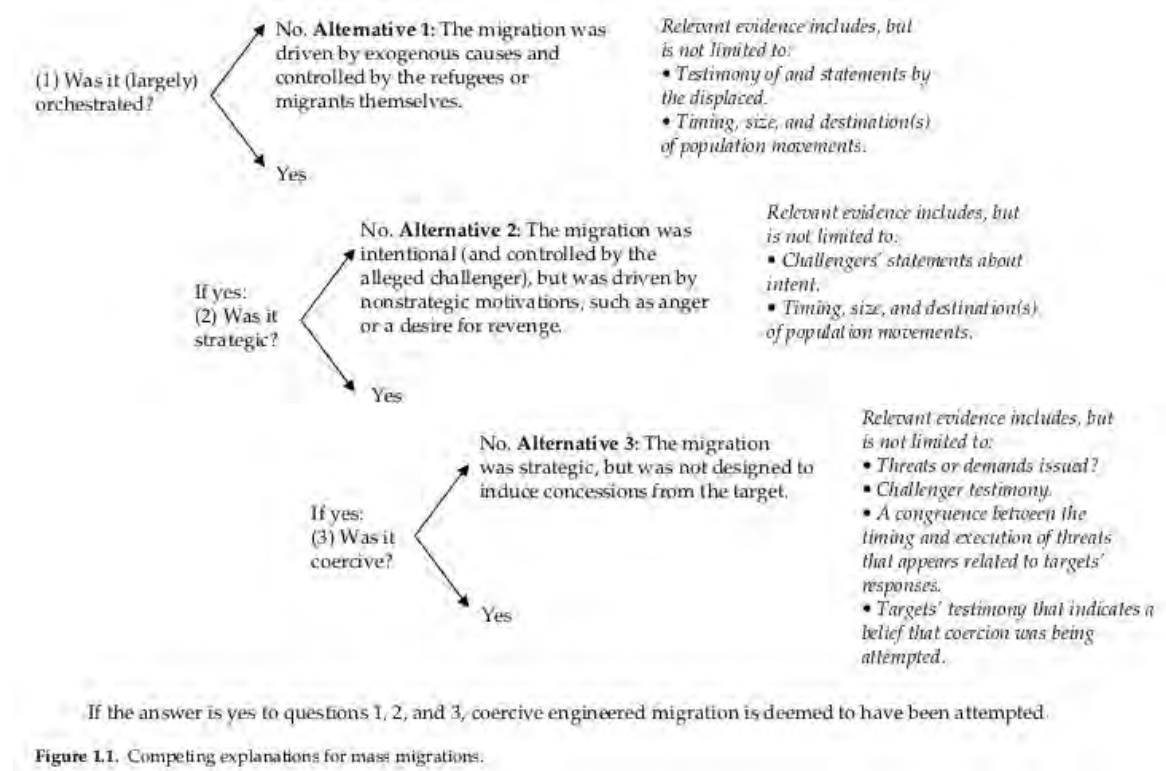 No. Alternative 1: The migration was
driven by exogenous causes and
controlled by the refugees or
migrants themselves.
Relevant evidence includes, but
is not limited to:
• Testimony of and statements by
the displaced.
• Timing, size, and destination(s)
of population movements.
(1) Was it (largely)
orchestrated?
Yes
No. Alternative 2: The migration was
intentional (and controlled by the
alleged challenger), but was driven by
nonstrategic motivations, such as anger
or a desire for revenge.
Relevant evidence includes, but
is not limited to:
• Challengers' statements about
intent.
• Timing, size, and destination(s)
of population movements.
If yes:
(2) Was it
strategic?
Yes
No. Alternative 3: The migration
was strategic, but was not designed to
induce concessions from the target.
Relevant evidence includes, but
is not limited to:
• Threats or demands issued?
• Challenger testimony.
• A congruence between the
timing and execution of threats
that appears related to targets'
responses.
• Targets' testimony that indicates a
belief that coercion was being
attempted.
If yes:
(3) Was it
coercive?
Yes
If the answer is yes to questions 1, 2, and 3, coercive engineered migration is deemed to have been attempted.
Figure 1.1. Competing explanations for mass migrations.